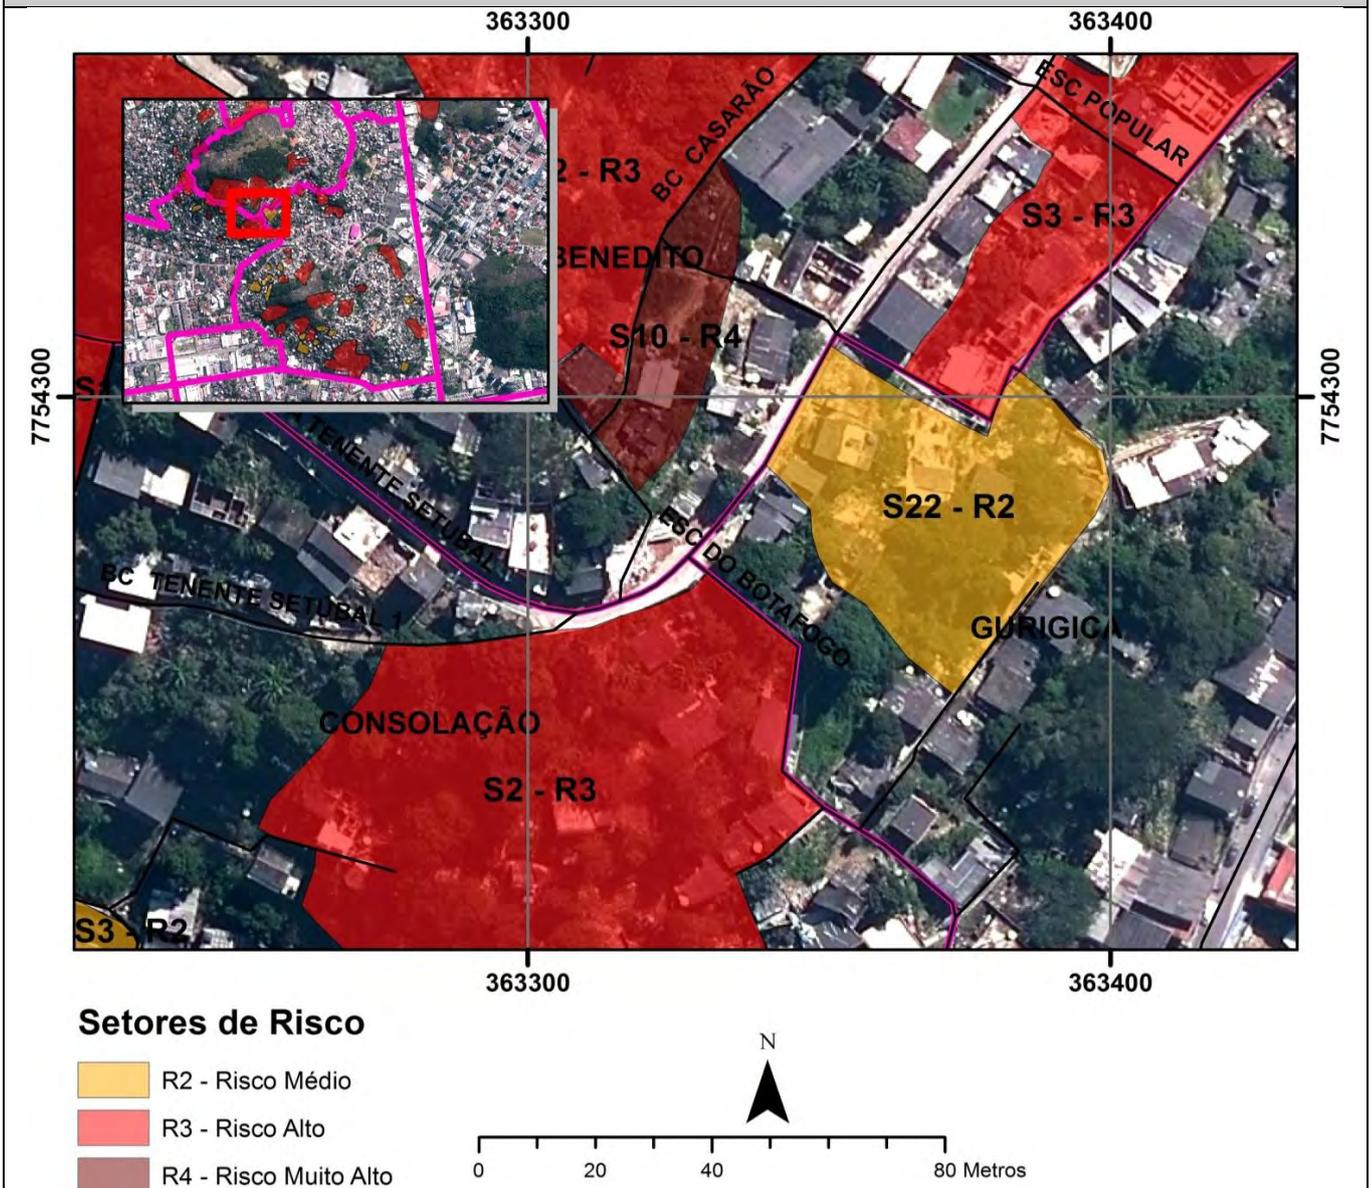 363300
363400
ESC POPULAR
BC CASARÃO
2 - R3
S3 - R3
BENEDITO
S10 - R4
7754300
7754300
TENENTE SETUBAL
S22 - R2
ESC DO BOTAFOGO
BC TENENTE SETUBAL 1
GURIGICA
CONSOLAÇÃO
S2 - R3
S3 - R2
363300
363400
Setores de Risco
N
R2 - Risco Médio
R3 - Risco Alto
R4 - Risco Muito Alto
0 20 40 80 Metros